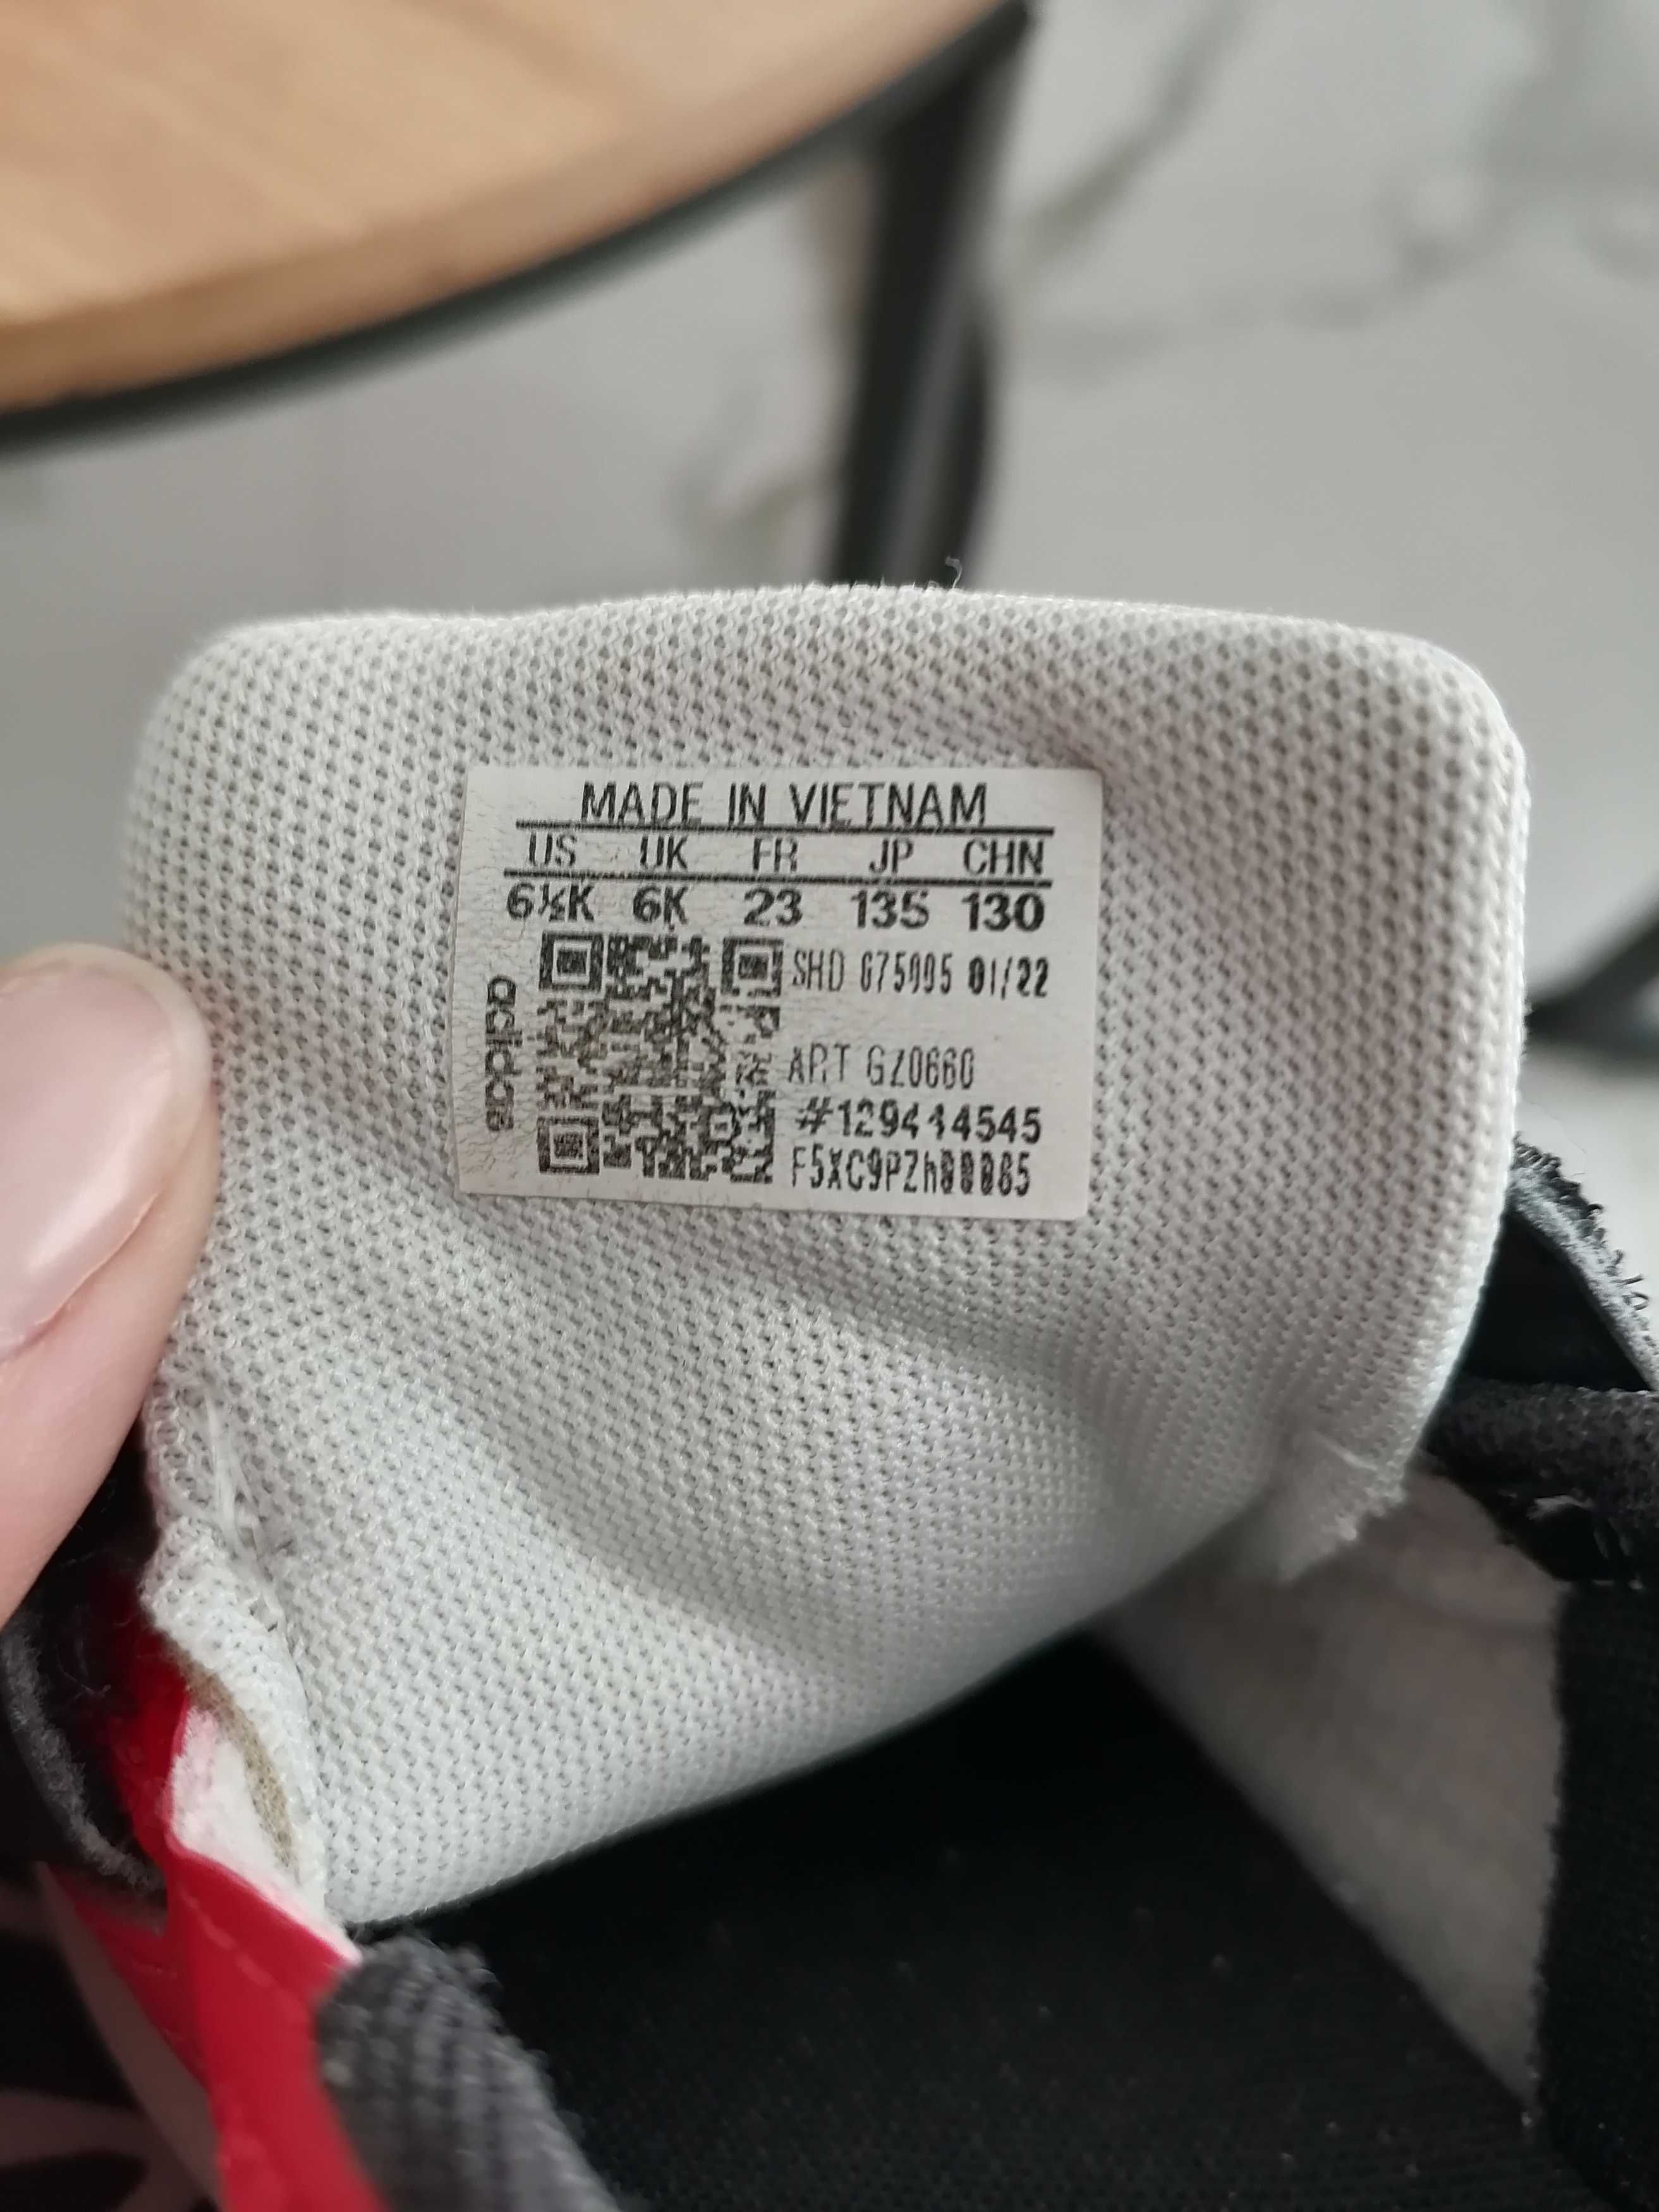 MADE IN VIETNAM
US UK FR JP CHN
6½K 6K 23 135 130
adidas
SHD 675005 01/22
ART GZ0660
#129444545
F5XC9PZh00085